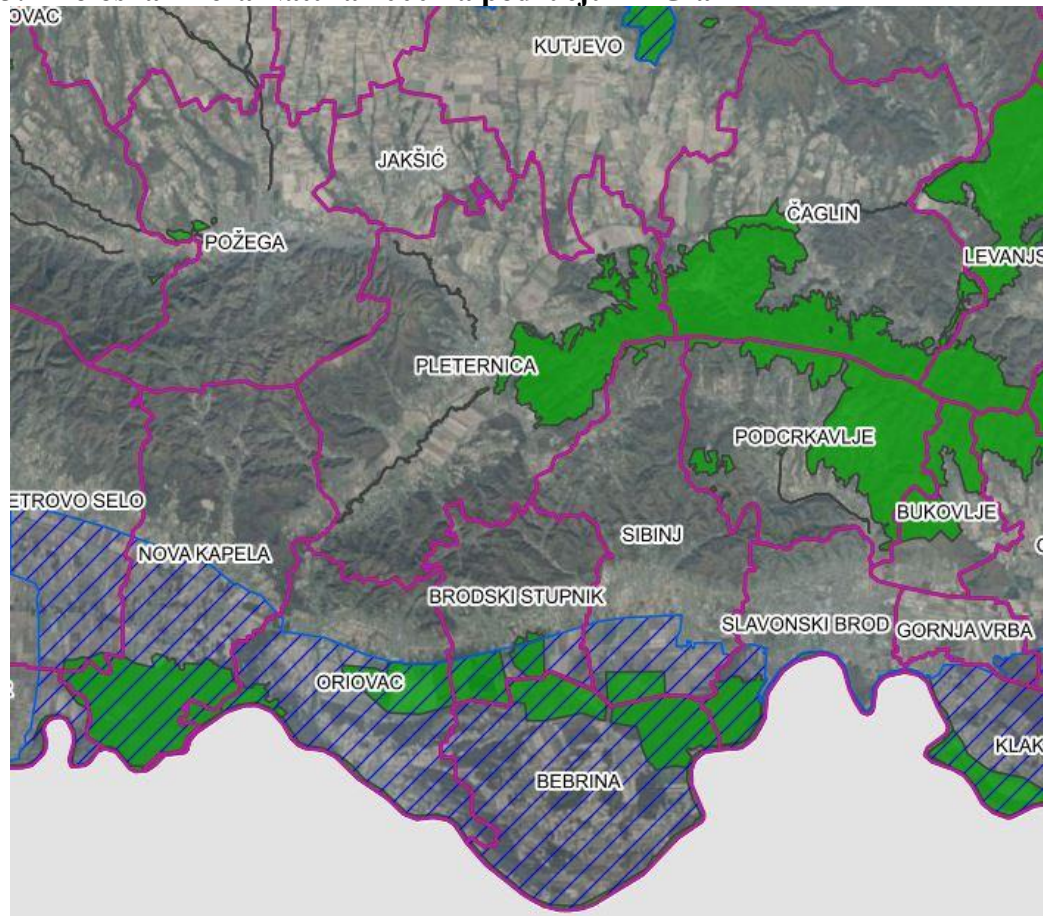 OVAC
KUTJEVO
JAKŠIĆ
ČAGLIN
POŽEGA
LEVANJS
PLETERNICA
PODCRKAVLJE
ETROVO SELO
BUKOVLJE
SIBINJ
NOVA KAPELA
BRODSKI STUPNIK
SLAVONSKI BROD
GORNJA VRBA
ORIOVAC
KLAK
BEBRINA